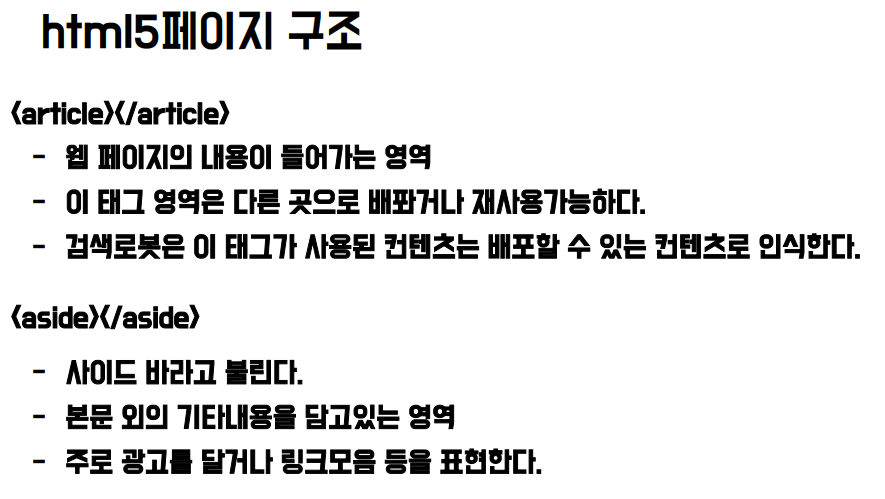 html5페이지 구조
<article></article>
- 웹 페이지의 내용이 들어가는 영역
- 이 태그 영역은 다른 곳으로 배퐈거나 재사용가능하다.
- 검색로봇은 이 태그가 사용된 컨텐츠는 배포할 수 있는 컨텐츠로 인식한다.
<aside></aside>
- 사이드 바라고 불린다.
- 본문 외의 기타내용을 담고있는 영역
- 주로 광고를 달거나 링크모음 등을 표현한다.